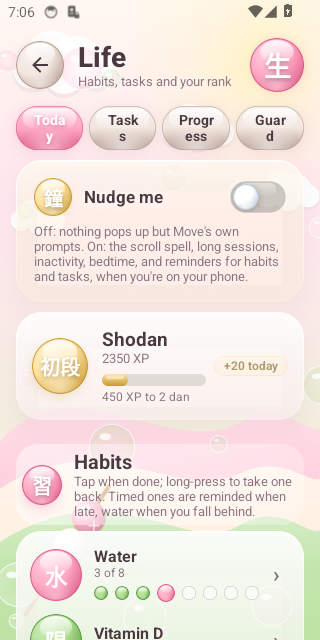 7:06
Life
Habits, tasks and your rank
生
Toda
y
Task
s
Progr
ess
Guar
d
鐘
Nudge me
Off: nothing pops up but Move's own
prompts. On: the scroll spell, long sessions,
inactivity, bedtime, and reminders for habits
and tasks, when you're on your phone.
初段
Shodan
2350 XP
+20 today
450 XP to 2 dan
習
Habits
Tap when done; long-press to take one
back. Timed ones are reminded when
late, water when you fall behind.
水
Water
3 of 8
陽
Vitamin D